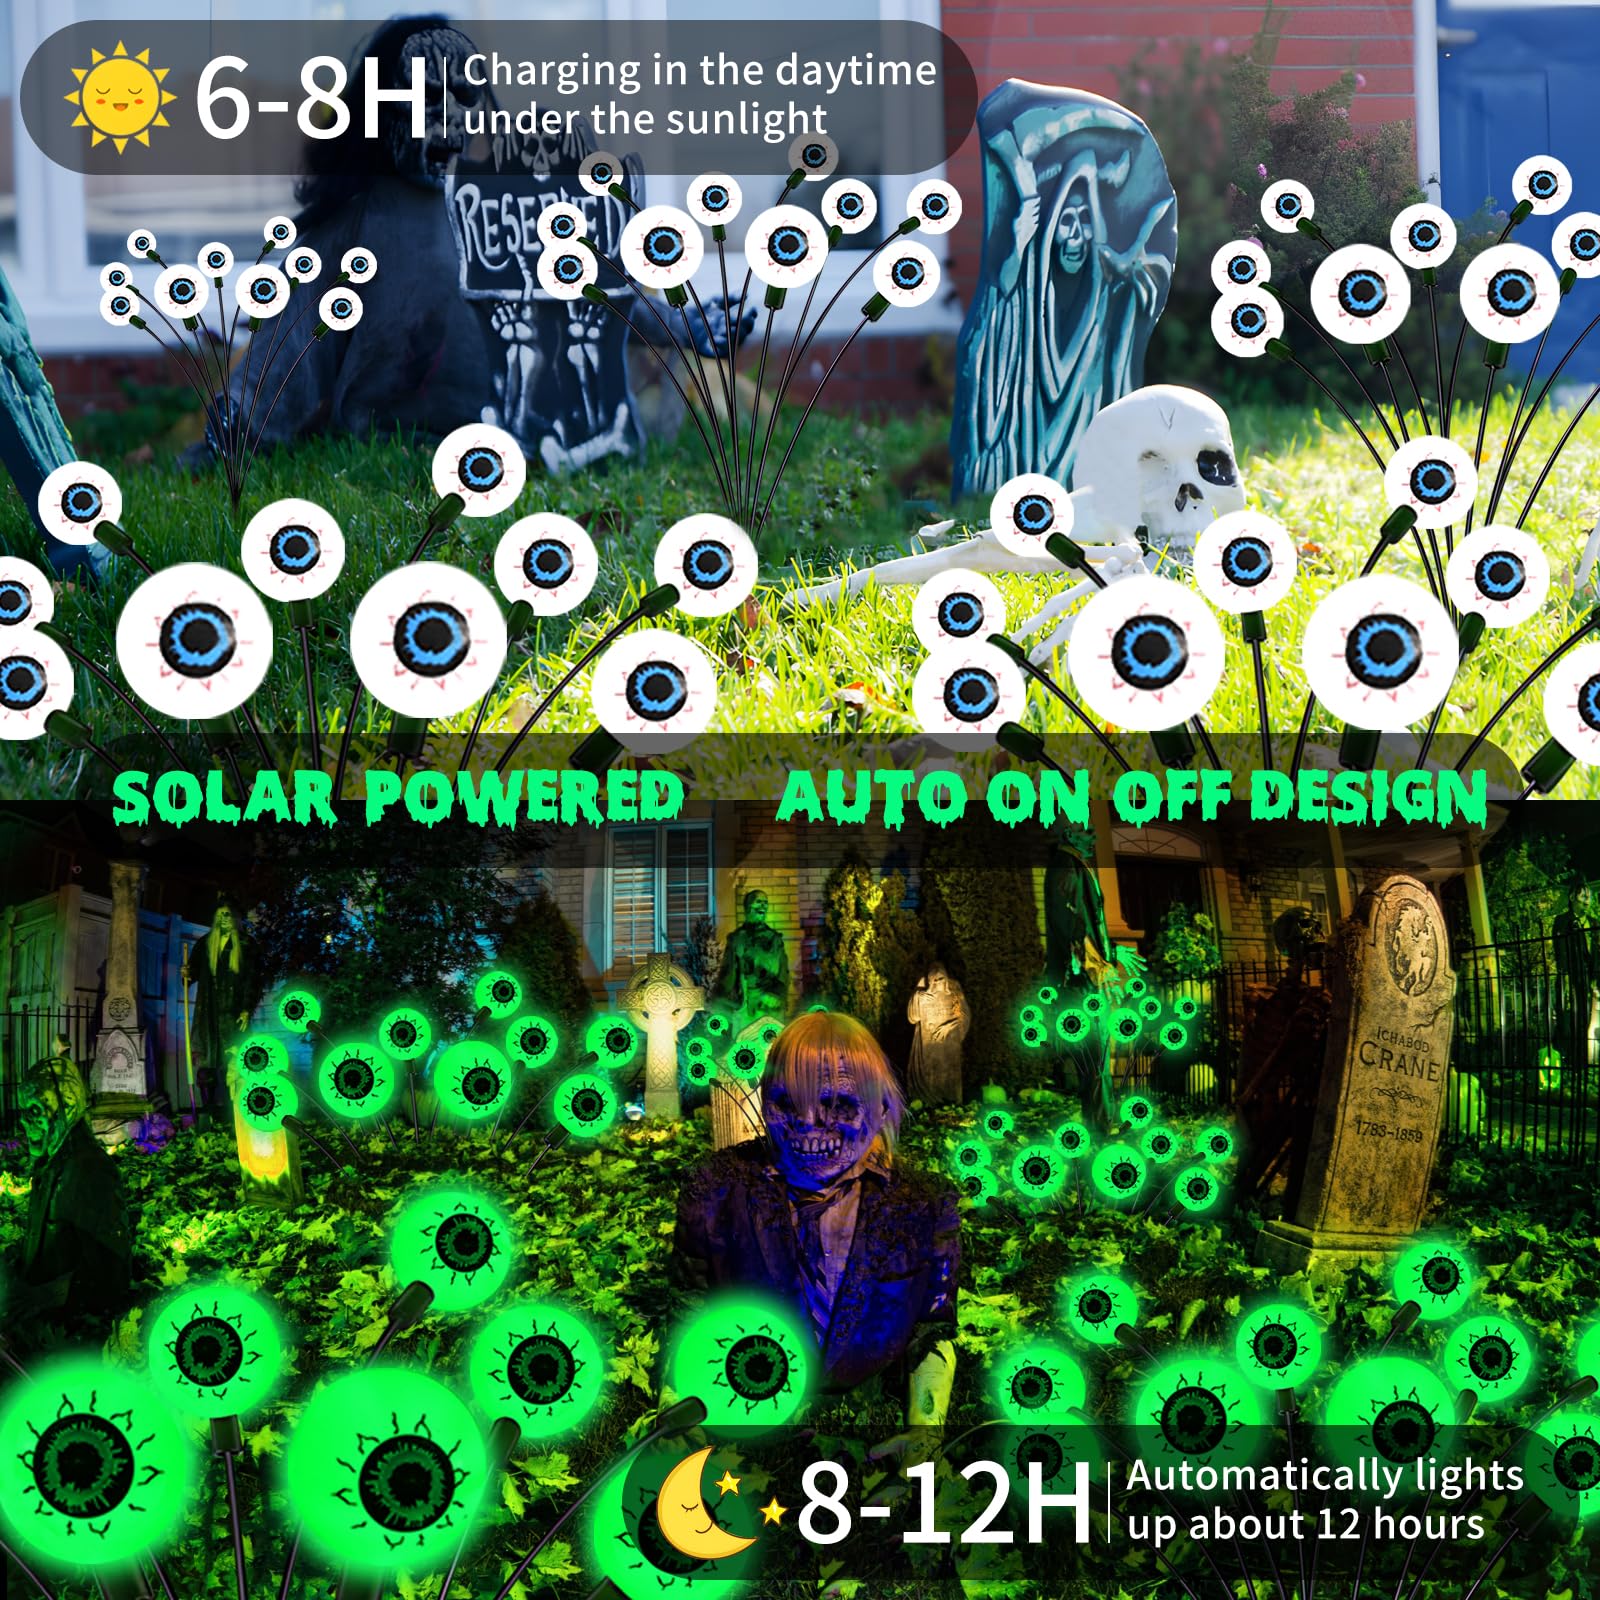 6-8H
Charging in the daytime
under the sunlight
RESERVED
SOLAR POWERED
AUTO ON OFF DESIGN
ICHABOD
CRANE
1783-1859
8-12H
Automatically lights
up about 12 hours